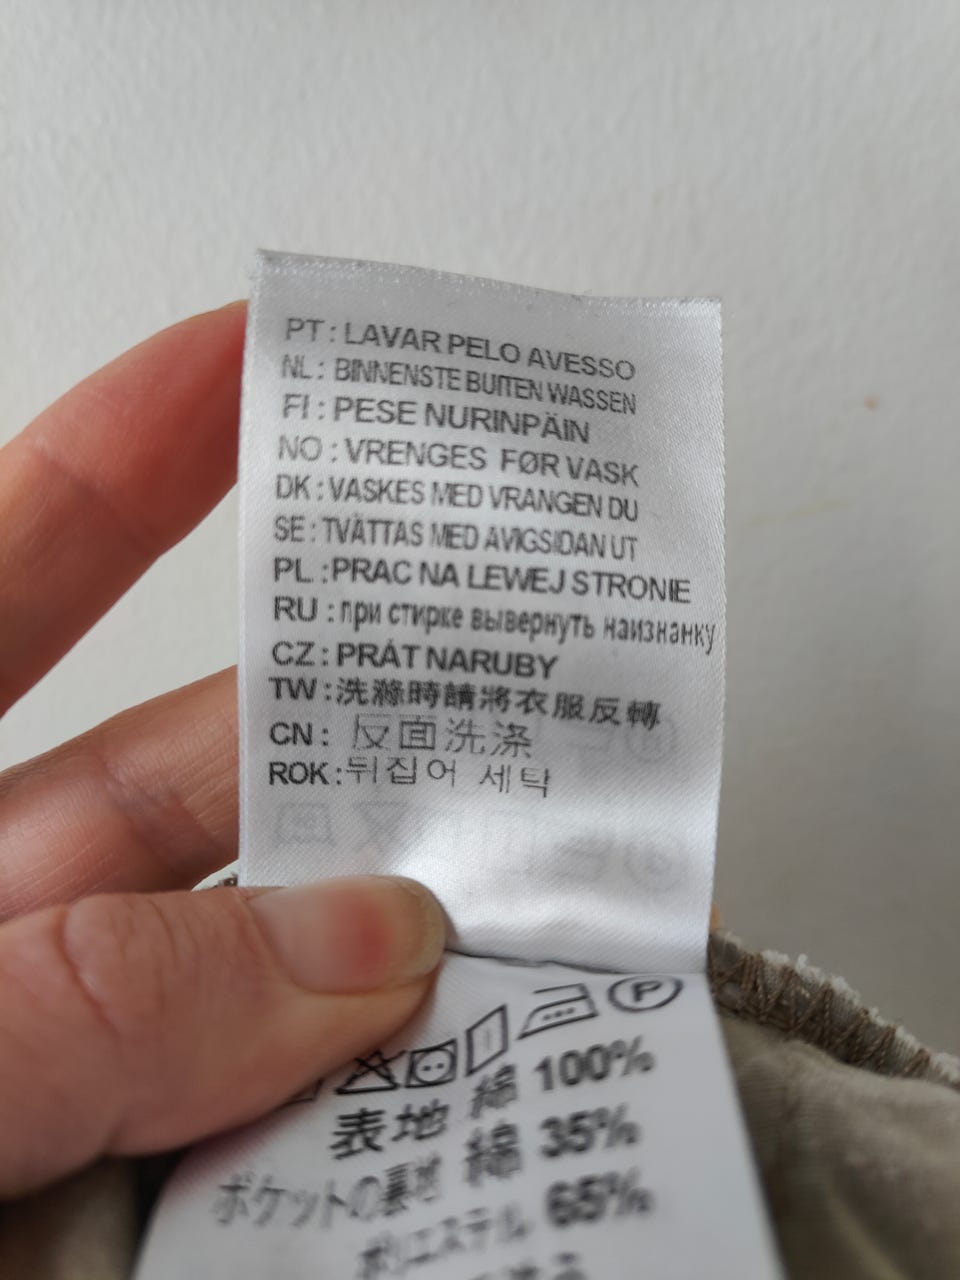 PT : LAVAR PELO AVESSO
NL : BINNENSTE BUITEN WASSEN
FI : PESE NURINPÄIN
NO : VRENGES FØR VASK
DK : VASKES MED VRANGEN DU
SE : TVÄTTAS MED AVIGSIDAN UT
PL :PRAC NA LEWEJ STRONIE
RU : при стирке вывернуть наизнанку
CZ : PRÁT NARUBY
TW :洗滌時請將衣服反轉
CN : 反面洗涤
ROK :뒤집어 세탁
P
表地 綿 100%
ポケットの裏地 綿 35%
ポリエステル 65%